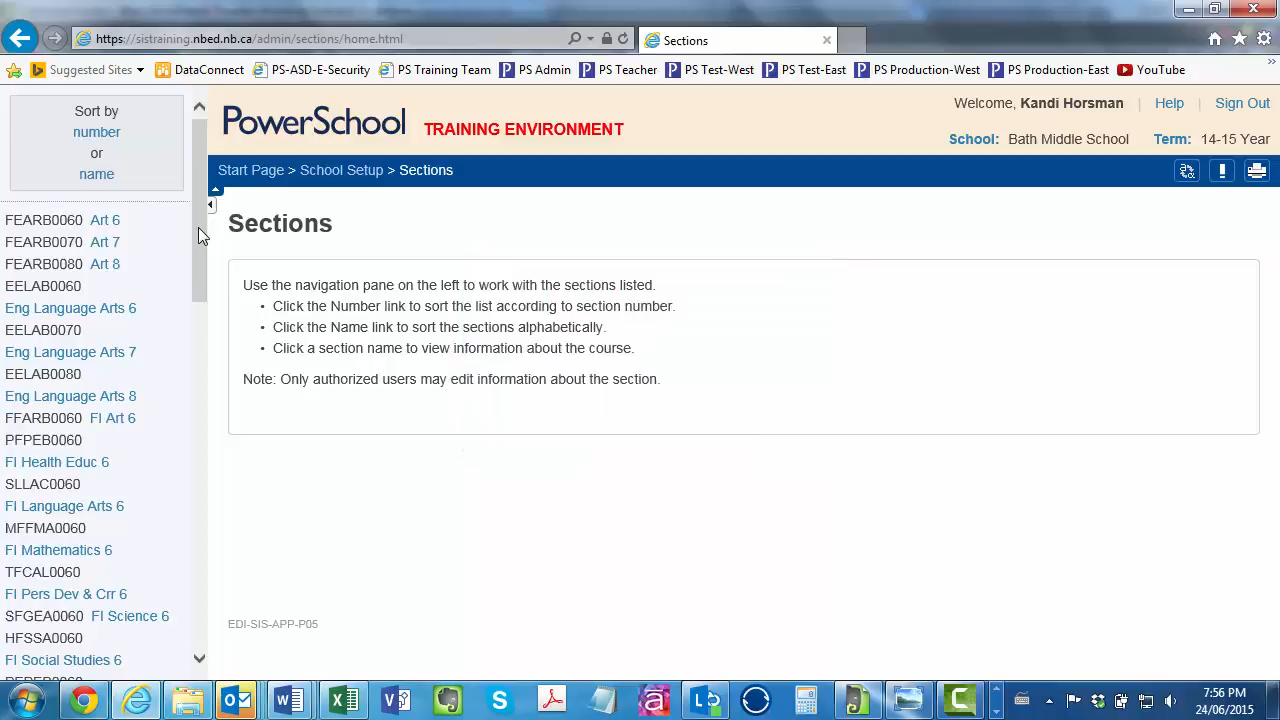 https://sistraining.nbed.nb.ca/admin/sections/home.html
Sections
Suggested Sites
DataConnect
PS-ASD-E-Security
PS Training Team
PS Admin
PS Teacher
PS Test-West
PS Test-East
PS Production-West
PS Production-East
YouTube
Sort by
number
or
name
FEARB0060 Art 6
FEARB0070 Art 7
FEARB0080 Art 8
EELAB0060
Eng Language Arts 6
EELAB0070
Eng Language Arts 7
EELAB0080
Eng Language Arts 8
FFARB0060 FI Art 6
PFPEB0060
FI Health Educ 6
SLLAC0060
FI Language Arts 6
MFFMA0060
FI Mathematics 6
TFCAL0060
FI Pers Dev & Crr 6
SFGEA0060 FI Science 6
HFSSA0060
FI Social Studies 6
PowerSchool TRAINING ENVIRONMENT
Welcome, Kandi Horsman | Help | Sign Out
School: Bath Middle School | Term: 14-15 Year
Start Page > School Setup > Sections
Sections
Use the navigation pane on the left to work with the sections listed.
• Click the Number link to sort the list according to section number.
• Click the Name link to sort the sections alphabetically.
• Click a section name to view information about the course.
Note: Only authorized users may edit information about the section.
EDI-SIS-APP-P05
7:56 PM
24/06/2015